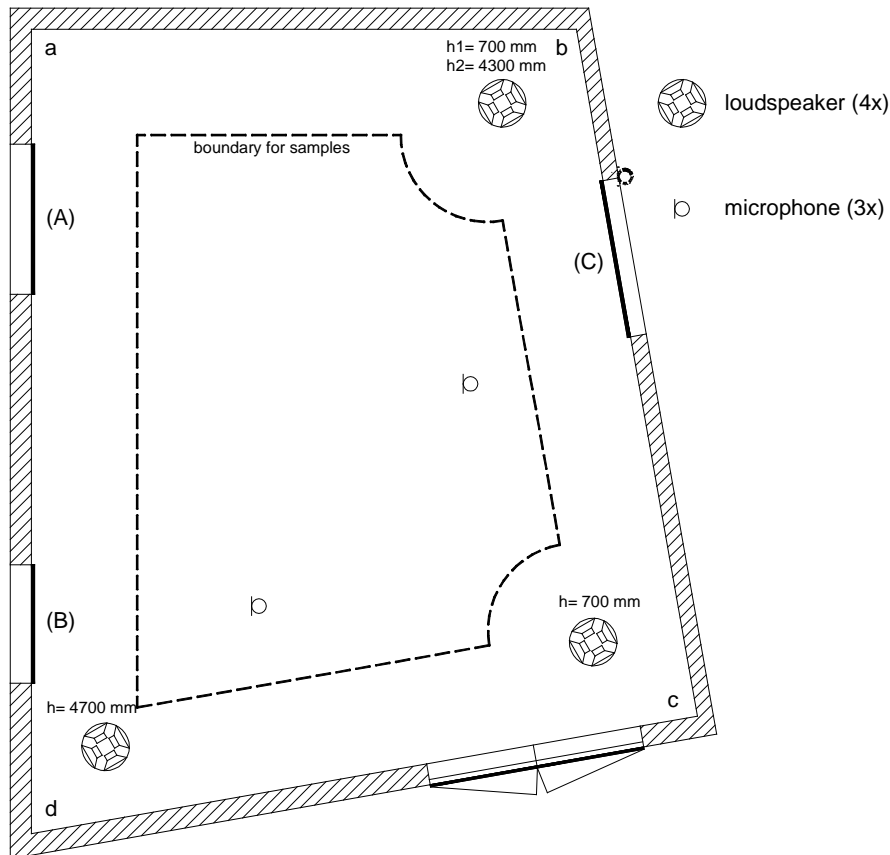 a
b
h1= 700 mm
h2= 4300 mm
loudspeaker (4x)
boundary for samples
(A)
microphone (3x)
(C)
h= 700 mm
(B)
h= 4700 mm
c
d